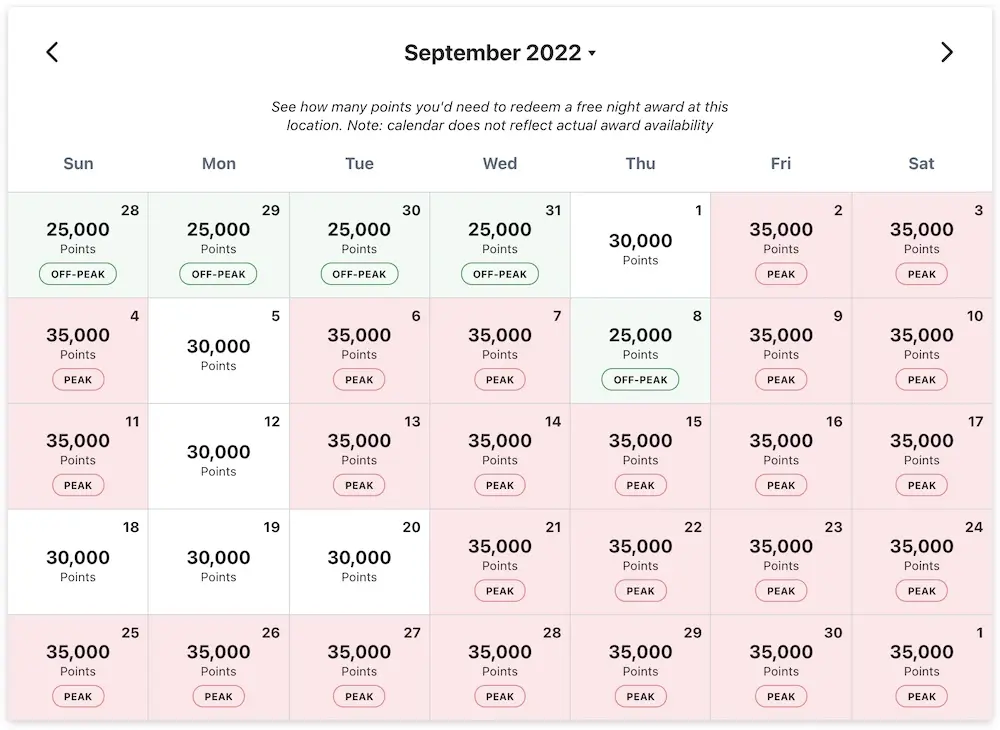 September 2022
See how many points you'd need to redeem a free night award at this
location. Note: calendar does not reflect actual award availability
Sun Mon Tue Wed Thu Fri Sat
28 29 30 31 1 2 3
25,000 25,000 25,000 25,000 30,000 35,000 35,000
Points Points Points Points Points Points Points
OFF-PEAK OFF-PEAK OFF-PEAK OFF-PEAK PEAK PEAK
4 5 6 7 8 9 10
35,000 30,000 35,000 35,000 25,000 35,000 35,000
Points Points Points Points Points Points Points
PEAK PEAK PEAK OFF-PEAK PEAK PEAK
11 12 13 14 15 16 17
35,000 30,000 35,000 35,000 35,000 35,000 35,000
Points Points Points Points Points Points Points
PEAK PEAK PEAK PEAK PEAK PEAK
18 19 20 21 22 23 24
30,000 30,000 30,000 35,000 35,000 35,000 35,000
Points Points Points Points Points Points Points
PEAK PEAK PEAK PEAK
25 26 27 28 29 30 1
35,000 35,000 35,000 35,000 35,000 35,000 35,000
Points Points Points Points Points Points Points
PEAK PEAK PEAK PEAK PEAK PEAK PEAK